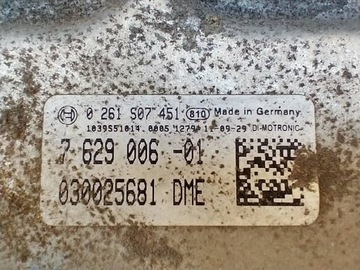 0 261 S07 451 810 Made in Germany
1039S51014 0005 1279 11-09-29 DI-MOTRONIC
7 629 006 -01
030025681 DME